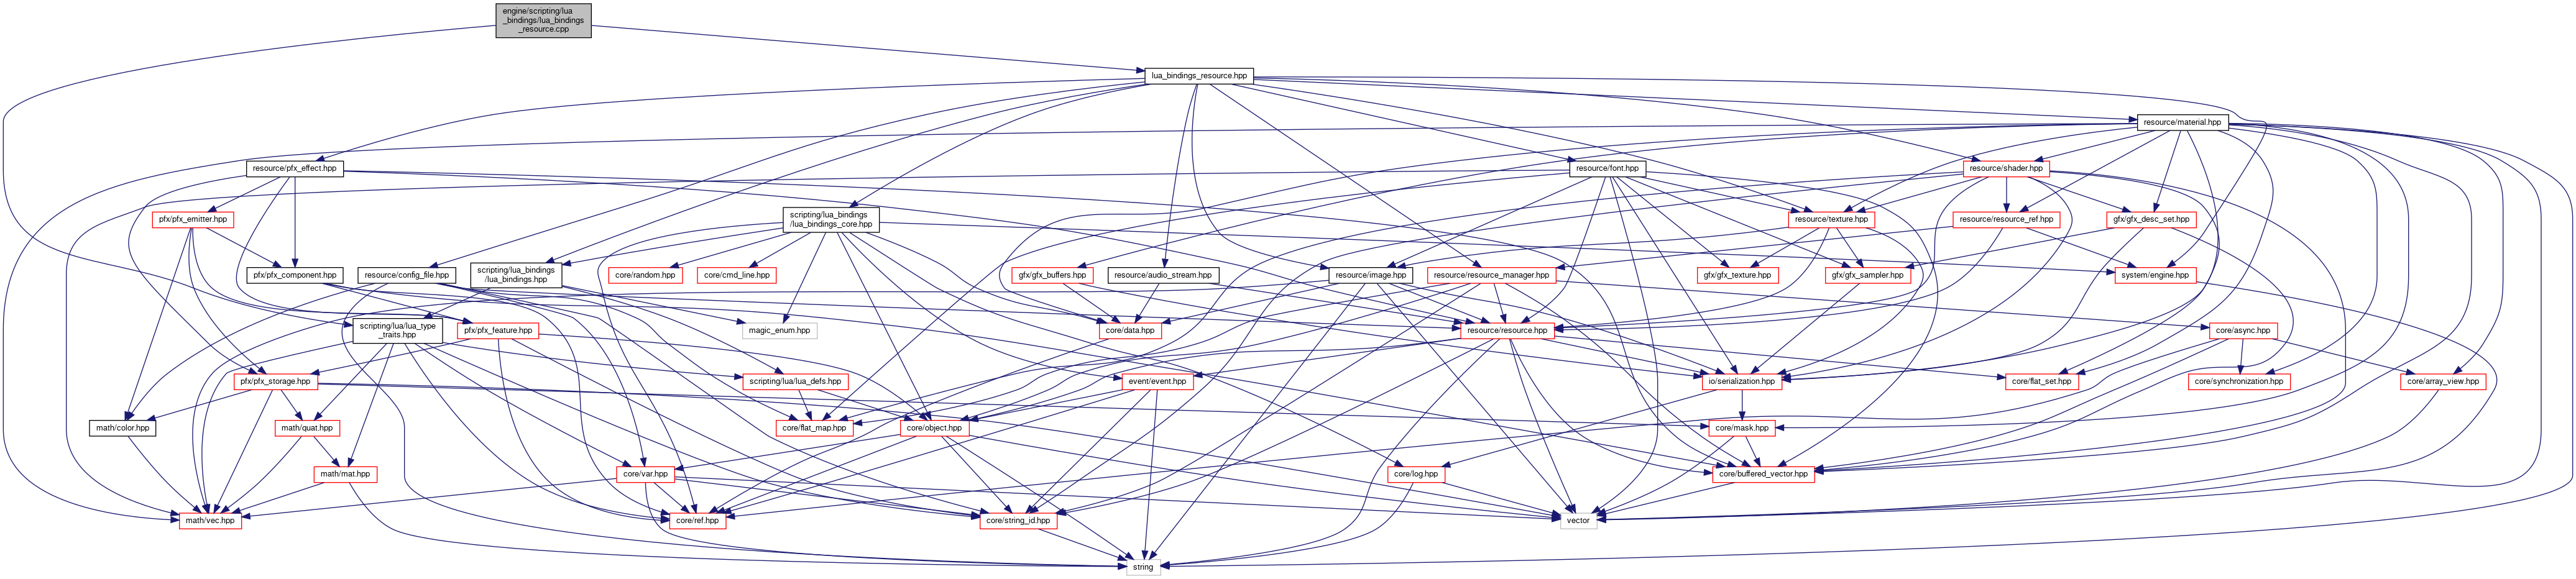 engine/scripting/lua
_bindings/lua_bindings
_resource.cpp
lua_bindings_resource.hpp
resource/material.hpp
resource/pfx_effect.hpp
resource/font.hpp
resource/shader.hpp
pfx/pfx_emitter.hpp
scripting/lua_bindings
/lua_bindings_core.hpp
resource/texture.hpp
resource/resource_ref.hpp
gfx/gfx_desc_set.hpp
pfx/pfx_component.hpp
resource/config_file.hpp
scripting/lua_bindings
/lua_bindings.hpp
core/random.hpp
core/cmd_line.hpp
gfx/gfx_buffers.hpp
resource/audio_stream.hpp
resource/image.hpp
resource/resource_manager.hpp
gfx/gfx_texture.hpp
gfx/gfx_sampler.hpp
system/engine.hpp
scripting/lua/lua_type
_traits.hpp
pfx/pfx_feature.hpp
magic_enum.hpp
core/data.hpp
resource/resource.hpp
core/async.hpp
pfx/pfx_storage.hpp
scripting/lua/lua_defs.hpp
event/event.hpp
io/serialization.hpp
core/flat_set.hpp
core/synchronization.hpp
core/array_view.hpp
math/color.hpp
math/quat.hpp
core/flat_map.hpp
core/object.hpp
core/mask.hpp
math/mat.hpp
core/var.hpp
core/log.hpp
core/buffered_vector.hpp
math/vec.hpp
core/ref.hpp
core/string_id.hpp
vector
string